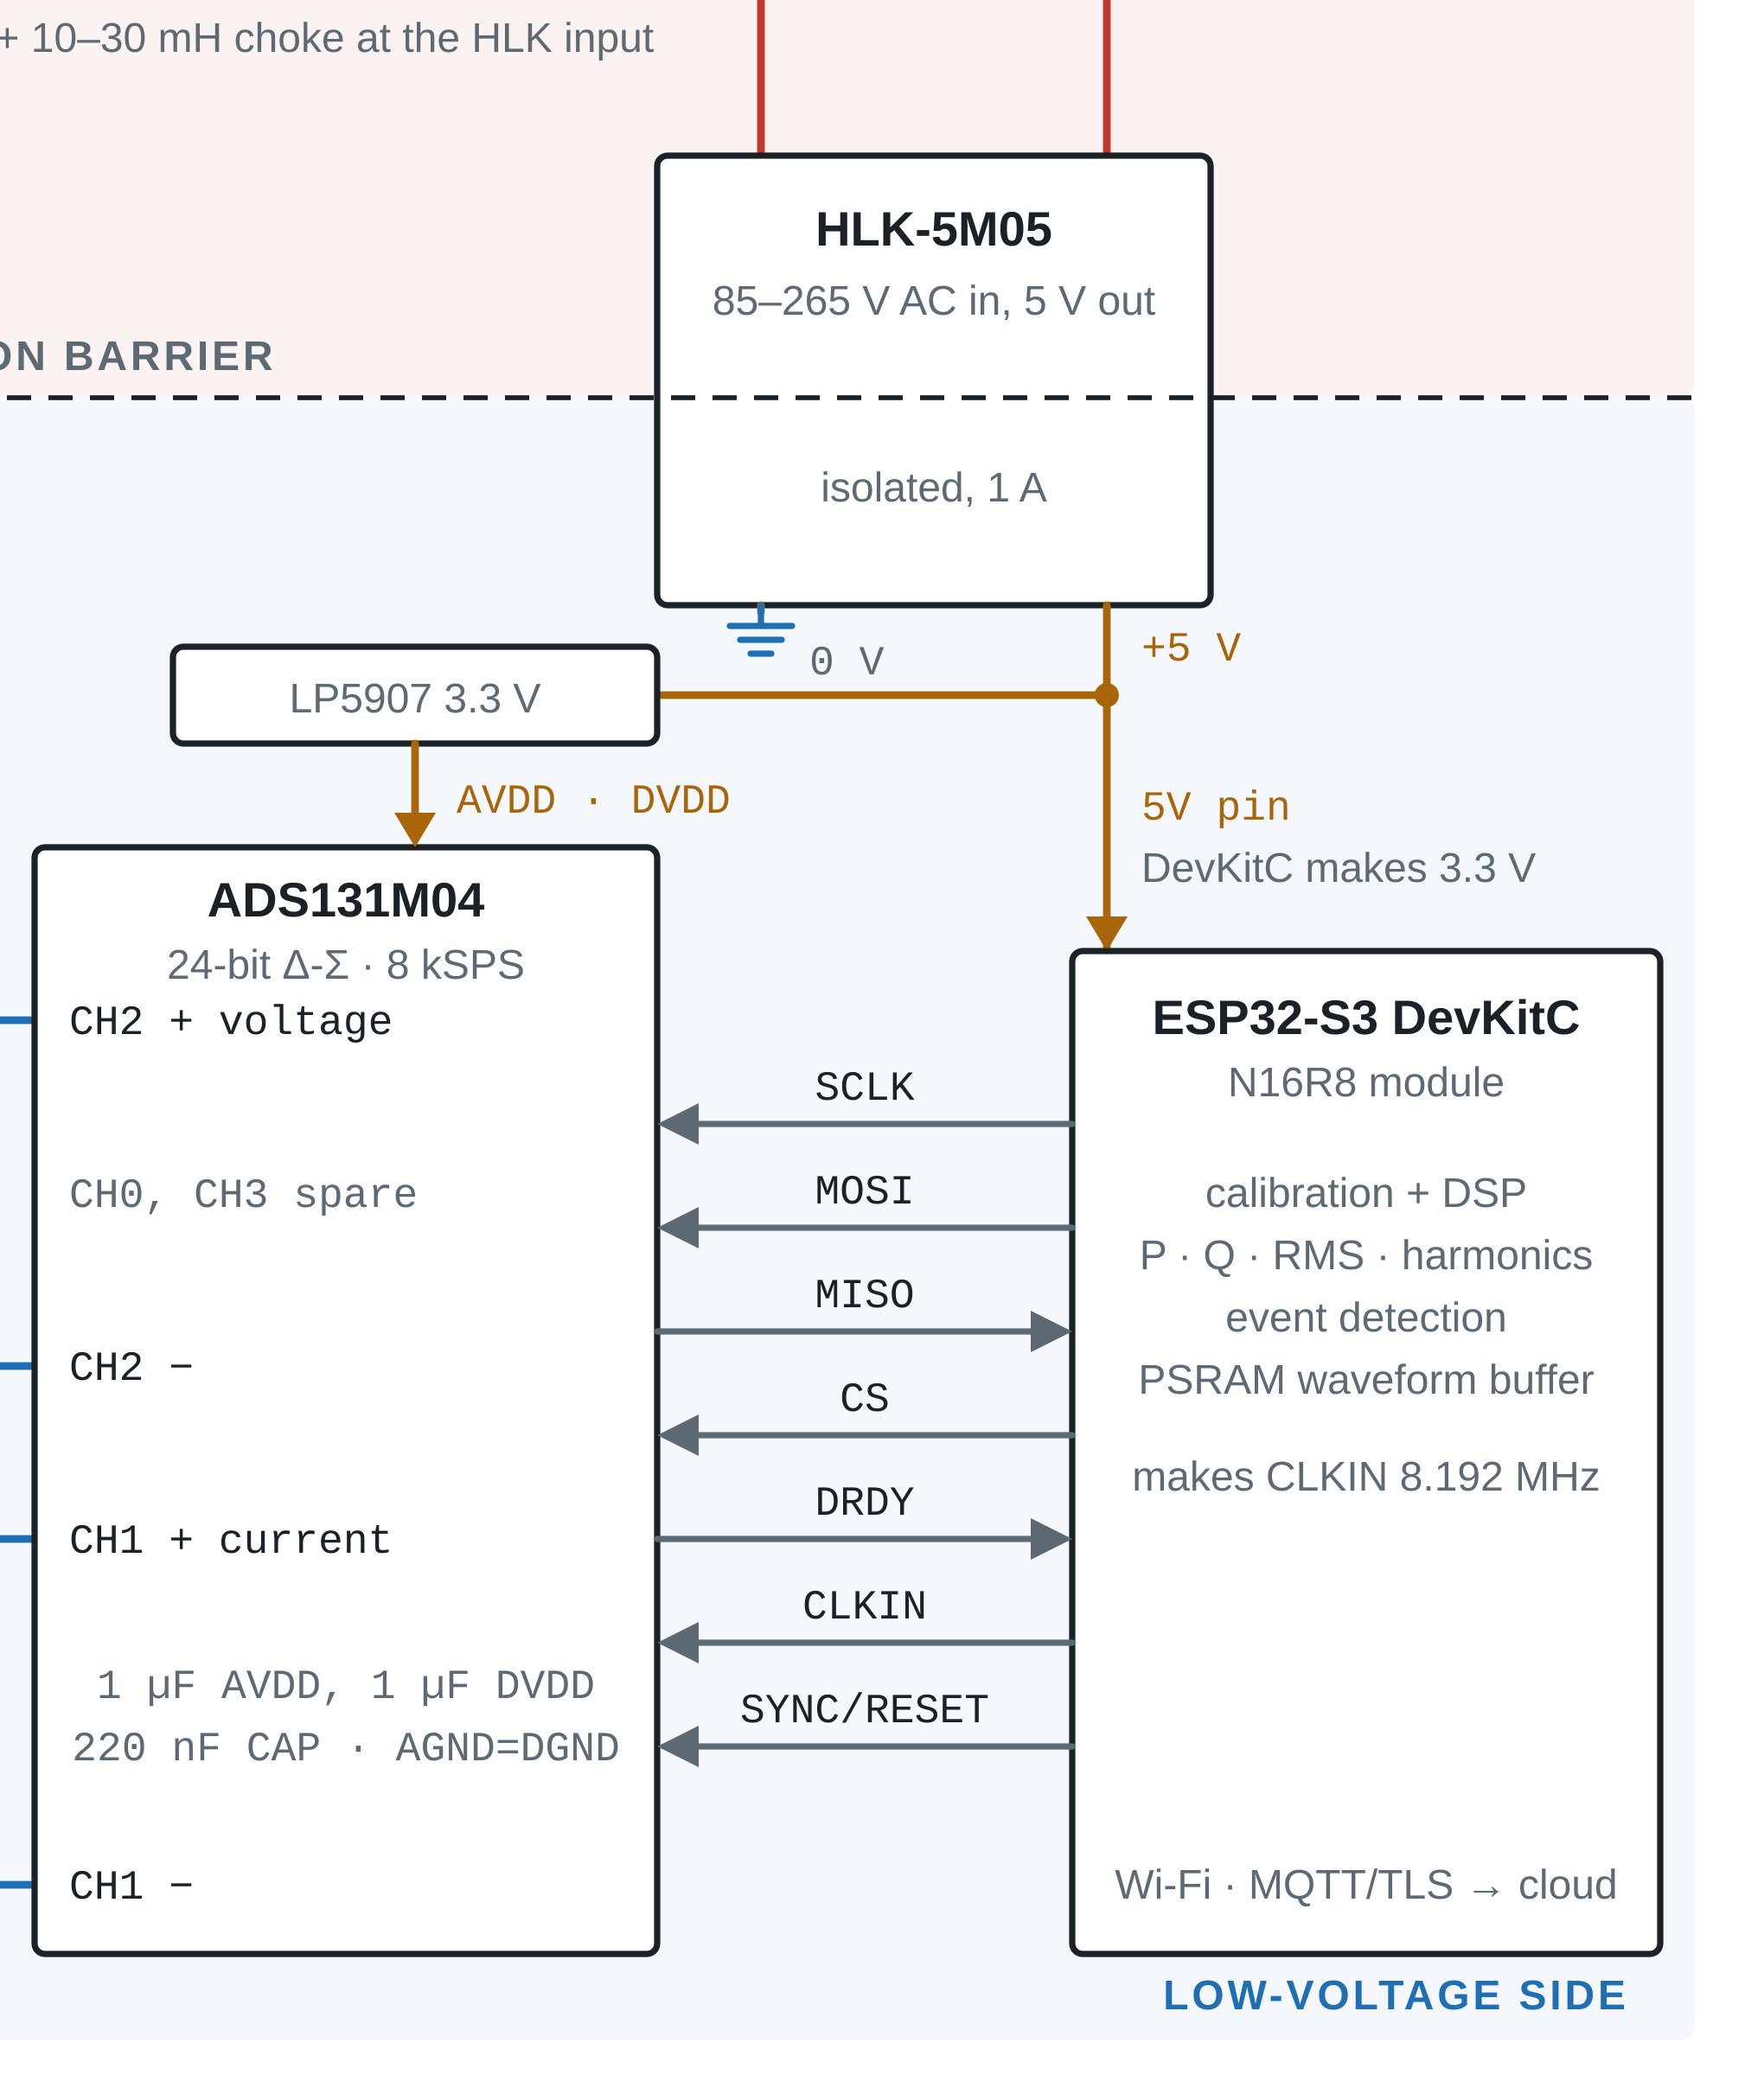 + 10–30 mH choke at the HLK input
HLK-5M05
85–265 V AC in, 5 V out
ON BARRIER
isolated, 1 A
0 V
+5 V
LP5907 3.3 V
AVDD · DVDD
5V pin
DevKitC makes 3.3 V
ADS131M04
24-bit Δ-Σ · 8 kSPS
CH2 + voltage
CH0, CH3 spare
CH2 −
CH1 + current
1 µF AVDD, 1 µF DVDD
220 nF CAP · AGND=DGND
CH1 −
SCLK
MOSI
MISO
CS
DRDY
CLKIN
SYNC/RESET
ESP32-S3 DevKitC
N16R8 module
calibration + DSP
P · Q · RMS · harmonics
event detection
PSRAM waveform buffer
makes CLKIN 8.192 MHz
Wi-Fi · MQTT/TLS → cloud
LOW-VOLTAGE SIDE